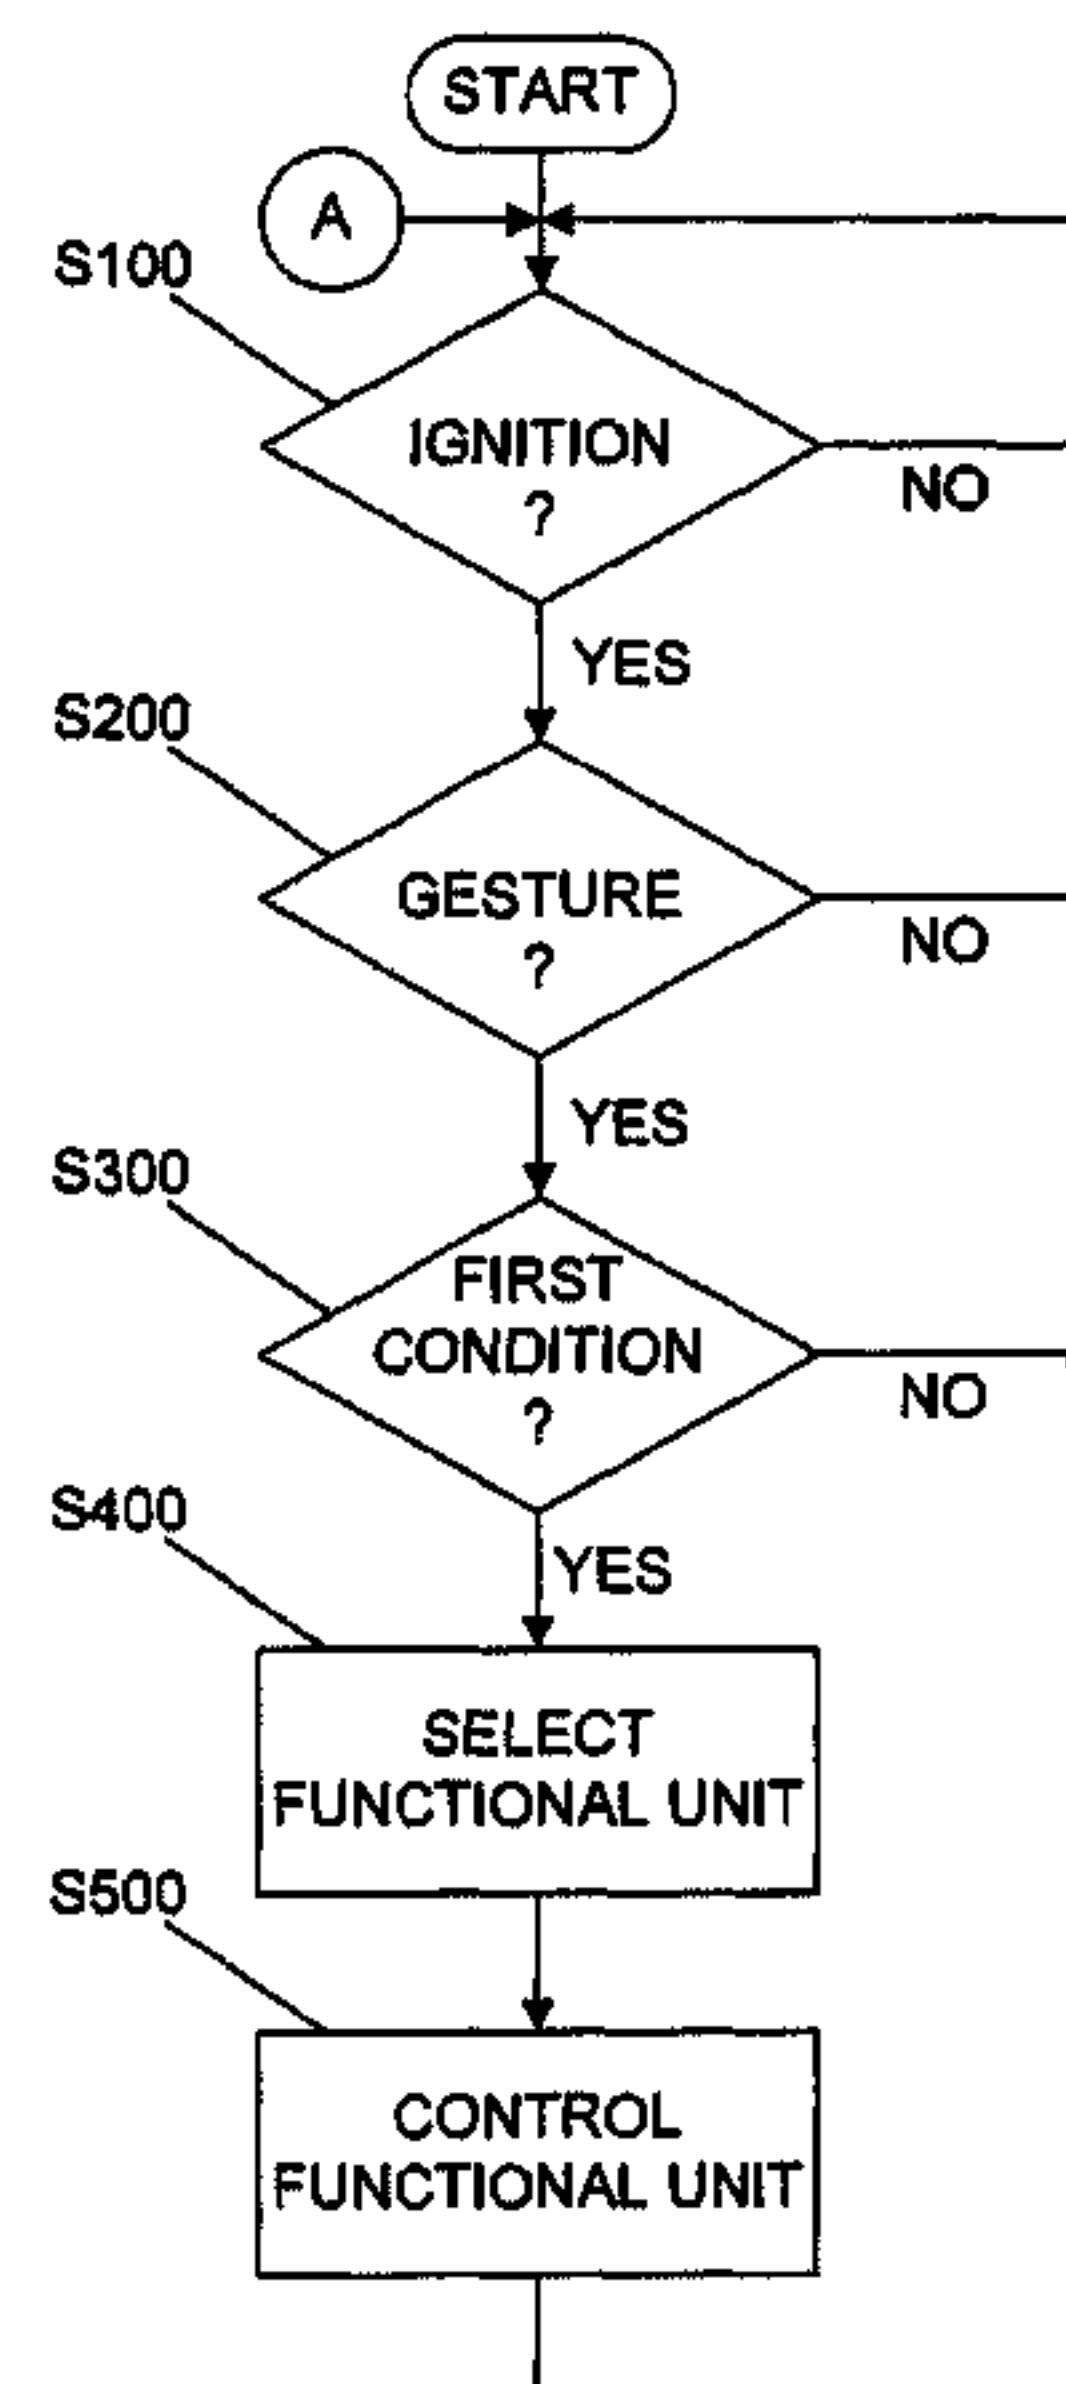 START
A
S100
IGNITION
?
NO
YES
S200
GESTURE
?
NO
YES
S300
FIRST
CONDITION
?
NO
S400
YES
SELECT
FUNCTIONAL UNIT
S500
CONTROL
FUNCTIONAL UNIT